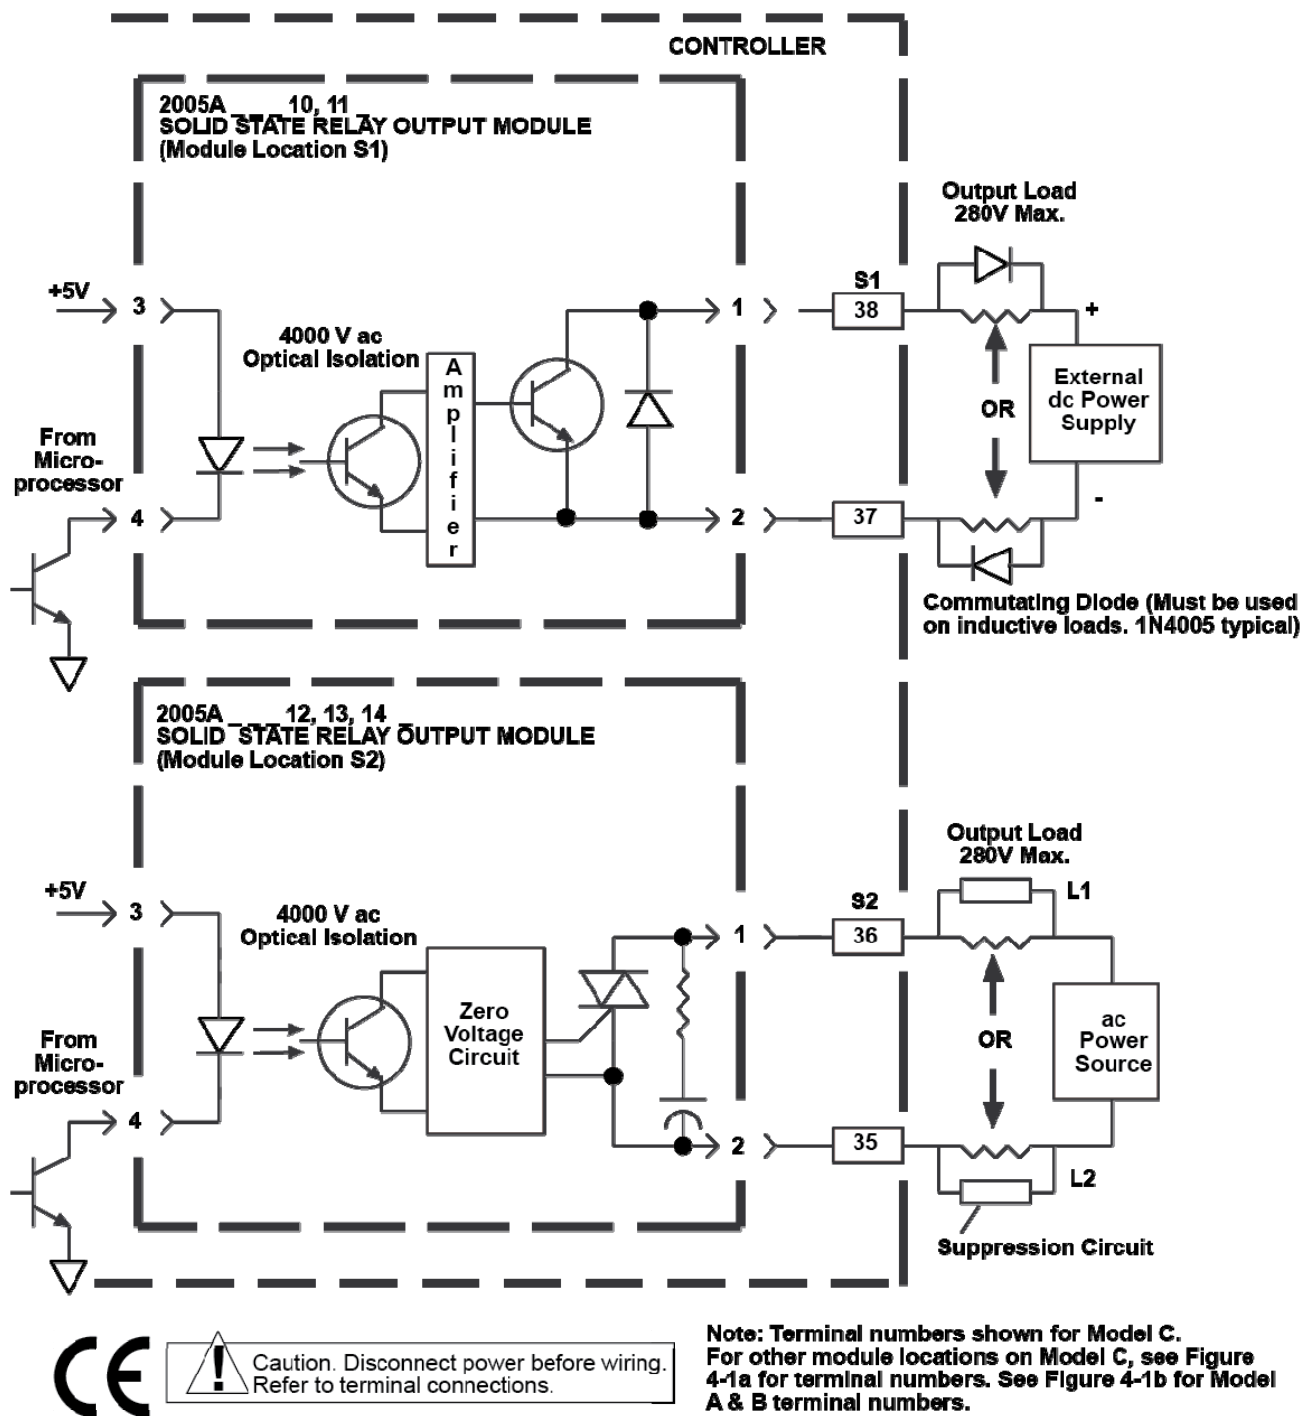 CONTROLLER
2005A _ _ _ 10, 11 _
SOLID STATE RELAY OUTPUT MODULE
(Module Location S1)
Output Load
280V Max.
+5V
3
4000 V ac
Optical Isolation
Amplifier
1
S1
38
+
External
dc Power
Supply
OR
From
Micro-
processor
4
2
37
-
Commutating Diode (Must be used
on inductive loads. 1N4005 typical)
2005A _ _ _ 12, 13, 14 _
SOLID STATE RELAY OUTPUT MODULE
(Module Location S2)
Output Load
280V Max.
+5V
3
4000 V ac
Optical Isolation
Zero
Voltage
Circuit
1
S2
36
L1
ac
Power
Source
OR
From
Micro-
processor
4
2
35
L2
Suppression Circuit
CE
!
Caution. Disconnect power before wiring.
Refer to terminal connections.
Note: Terminal numbers shown for Model C.
For other module locations on Model C, see Figure
4-1a for terminal numbers. See Figure 4-1b for Model
A & B terminal numbers.